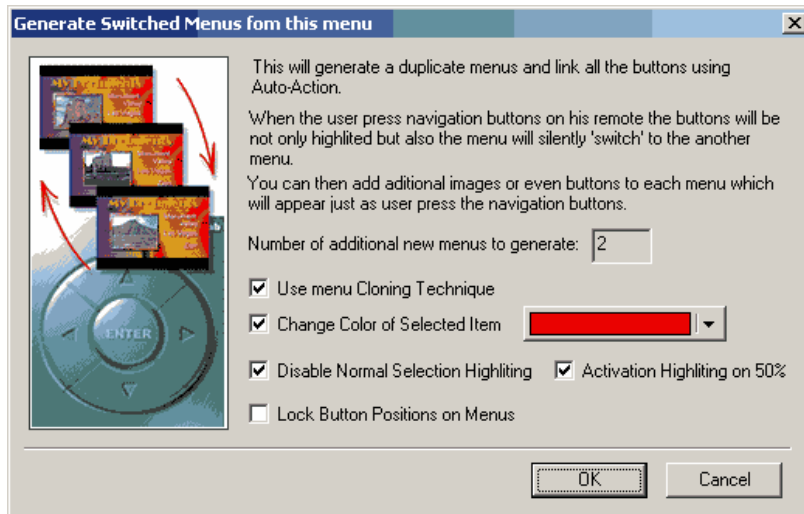 Generate Switched Menus fom this menu
This will generate a duplicate menus and link all the buttons using
Auto-Action.
When the user press navigation buttons on his remote the buttons will be
not only highlited but also the menu will silently 'switch' to the another
menu.
You can then add aditional images or even buttons to each menu which
will appear just as user press the navigation buttons.
Number of additional new menus to generate: 2
Use menu Cloning Technique
Change Color of Selected Item
Disable Normal Selection Highliting Activation Highliting on 50%
Lock Button Positions on Menus
ENTER
OK Cancel